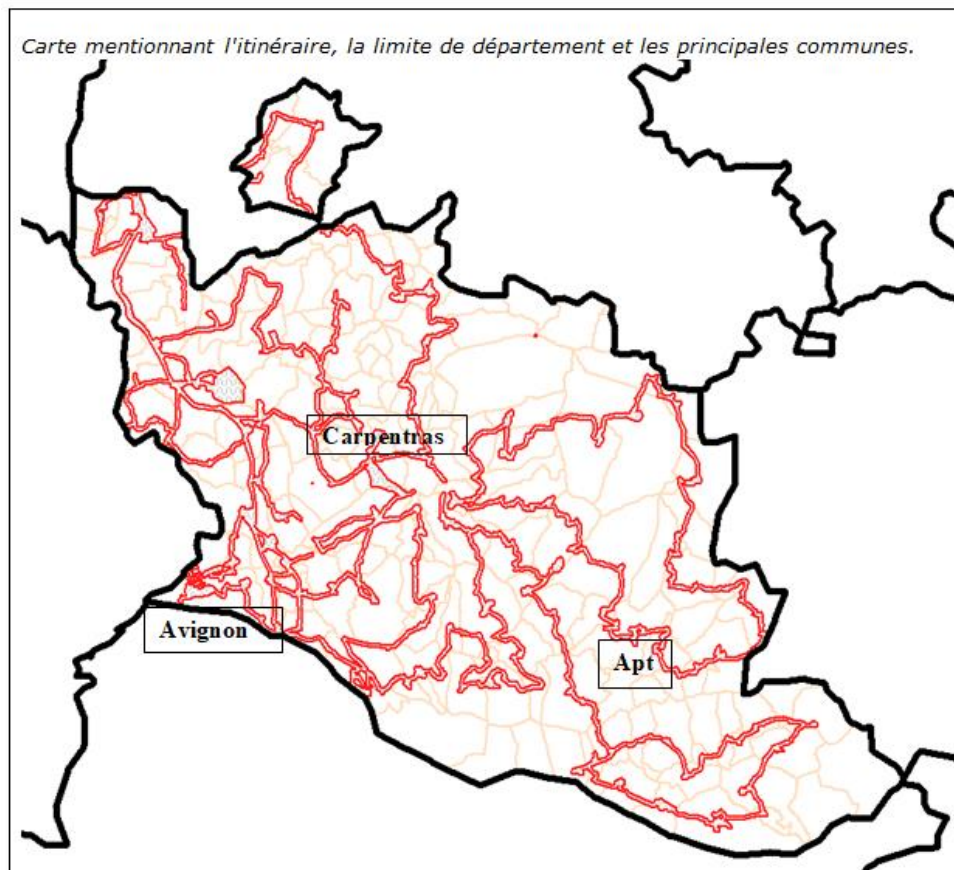 Carte mentionnant l'itinéraire, la limite de département et les principales communes.
Carpentras
Avignon
Apt